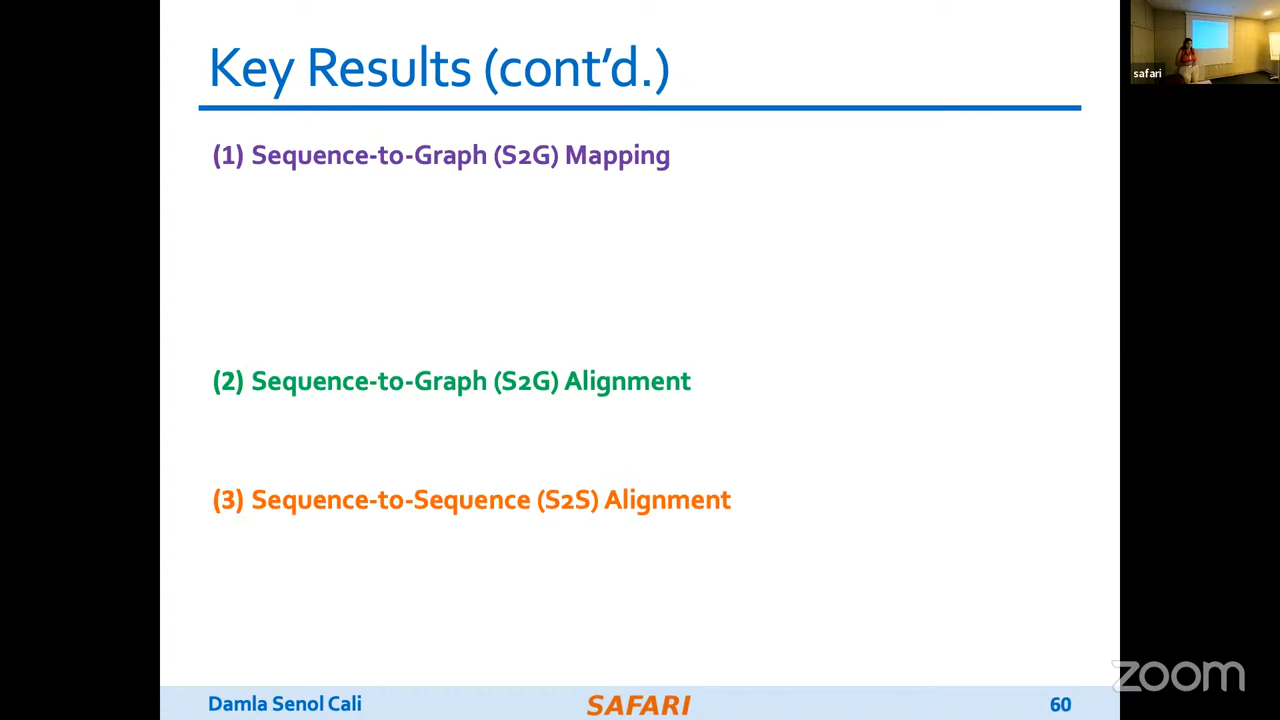 Key Results (cont'd.)
safari
(1) Sequence-to-Graph (S2G) Mapping
(2) Sequence-to-Graph (S2G) Alignment
(3) Sequence-to-Sequence (S2S) Alignment
zoom
Damla Senol Cali
SAFARI
60